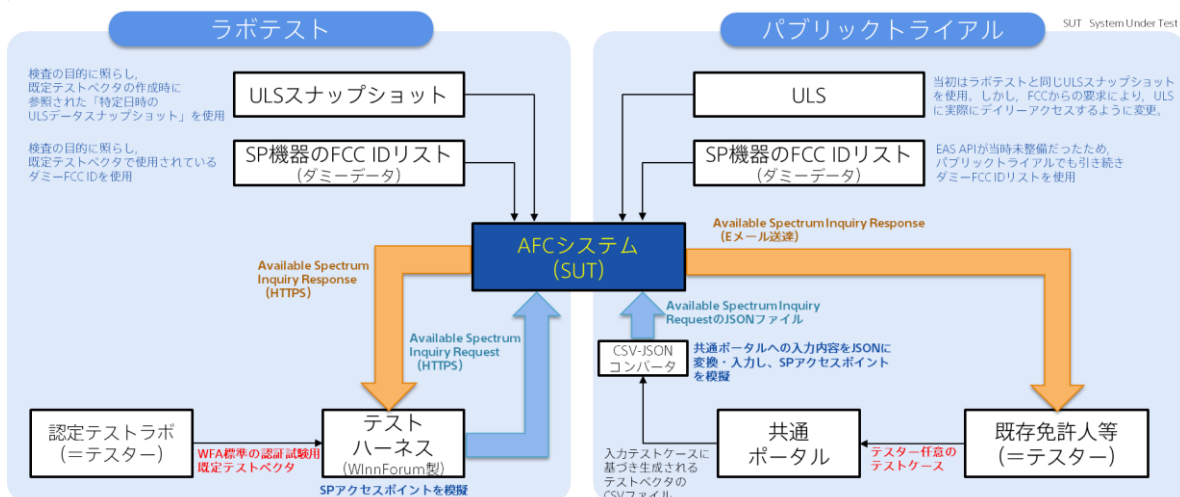 ラボテスト
パブリックトライアル
SUT System Under Test
検査の目的に照らし,
既定テストベクタの作成時に
参照された「特定日時の
ULSデータスナップショット」を使用
ULSスナップショット
検査の目的に照らし,
既定テストベクタで使用されている
ダミーFCC IDを使用
SP機器のFCC IDリスト
(ダミーデータ)
ULS
当初はラボテストと同じULSスナップショット
を使用。しかし, FCCからの要求により, ULS
に実際にデイリーアクセスするように変更。
SP機器のFCC IDリスト
(ダミーデータ)
EAS APIが当時未整備だったため,
パブリックトライアルでも引き続き
ダミーFCC IDリストを使用
AFCシステム
(SUT)
Available Spectrum
Inquiry Response
(HTTPS)
Available Spectrum
Inquiry Request
(HTTPS)
Available Spectrum Inquiry Response
(Eメール送達)
Available Spectrum Inquiry
RequestのJSONファイル
CSV-JSON
コンバータ
共通ポータルへの入力内容をJSONに
変換・入力し、SPアクセスポイント
を模擬
認定テストラボ
(=テスター)
WFA標準の認証試験用
既定テストベクタ
テスト
ハーネス
(WInnForum製)
SPアクセスポイントを模擬
入力テストケースに
基づき生成される
テストベクタの
CSVファイル
共通
ポータル
テスター任意の
テストケース
既存免許人等
(=テスター)